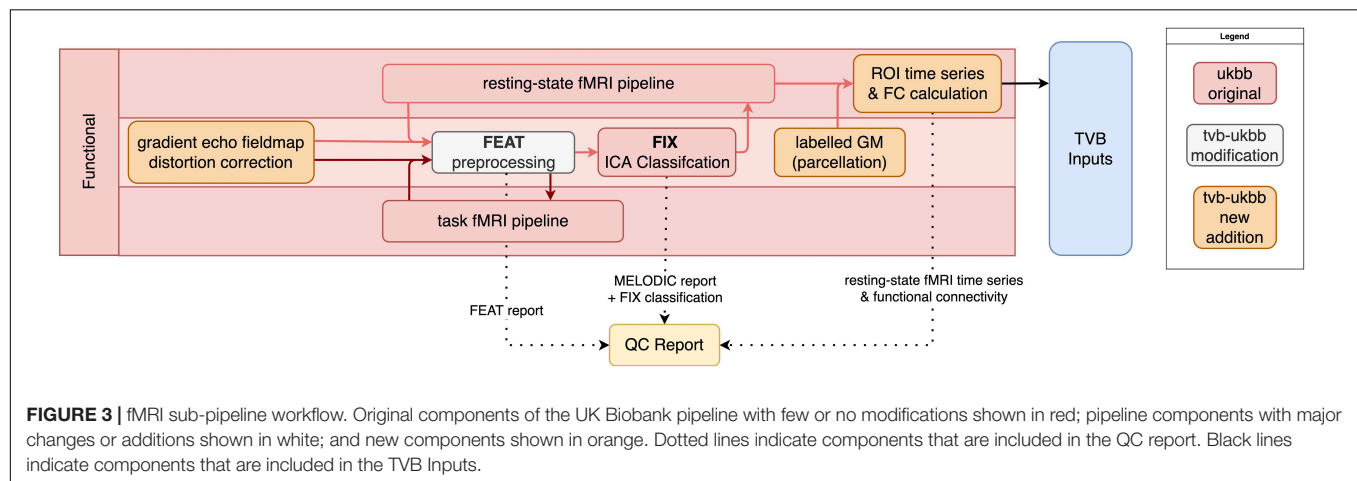 Functional
resting-state fMRI pipeline
ROI time series
& FC calculation
gradient echo fieldmap
distortion correction
FEAT
preprocessing
FIX
ICA Classifcation
labelled GM
(parcellation)
task fMRI pipeline
TVB
Inputs
Legend
ukbb
original
tvb-ukbb
modification
tvb-ukbb
new
addition
FEAT report
MELODIC report
+ FIX classification
resting-state fMRI time series
& functional connectivity
QC Report
FIGURE 3 | fMRI sub-pipeline workflow. Original components of the UK Biobank pipeline with few or no modifications shown in red; pipeline components with major
changes or additions shown in white; and new components shown in orange. Dotted lines indicate components that are included in the QC report. Black lines
indicate components that are included in the TVB Inputs.